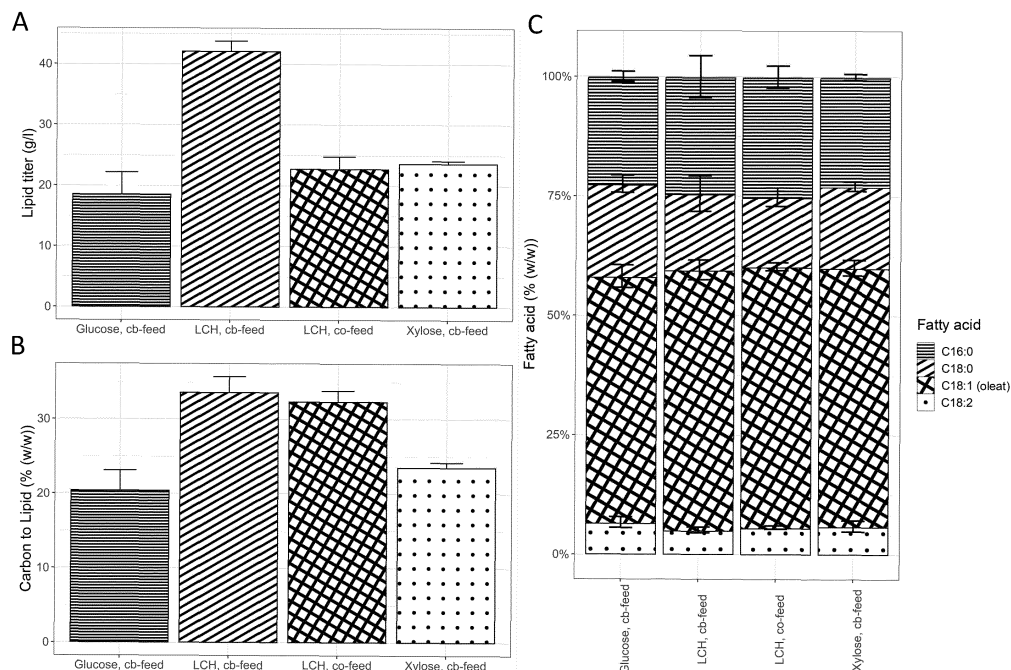 A
Lipid titer (g/l)
40
30
20
10
0
Glucose, cb-feed
LCH, cb-feed
LCH, co-feed
Xylose, cb-feed
B
Carbon to Lipid (% (w/w))
30
20
10
0
Glucose, cb-feed
LCH, cb-feed
LCH, co-feed
Xylose, cb-feed
C
Fatty acid (% (w/w))
100%
75%
50%
25%
0%
Glucose, cb-feed
LCH, cb-feed
LCH, co-feed
Xylose, cb-feed
Fatty acid
C16:0
C18:0
C18:1 (oleat)
C18:2